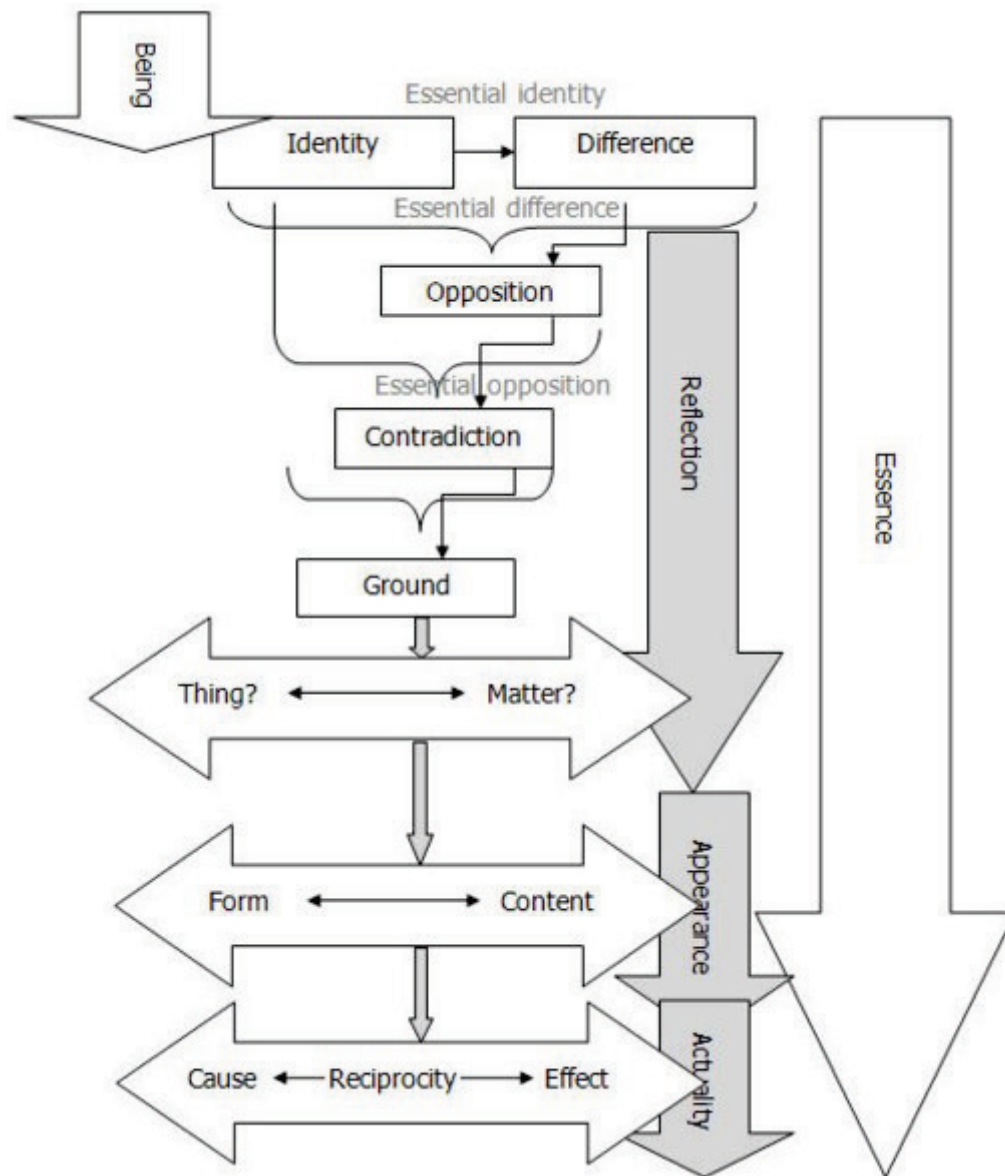 Being
Essential identity
Identity
Difference
Essential difference
Opposition
Essential opposition
Contradiction
Ground
Thing?
Matter?
Form
Content
Cause
Reciprocity
Effect
Reflection
Appearance
Actuality
Essence